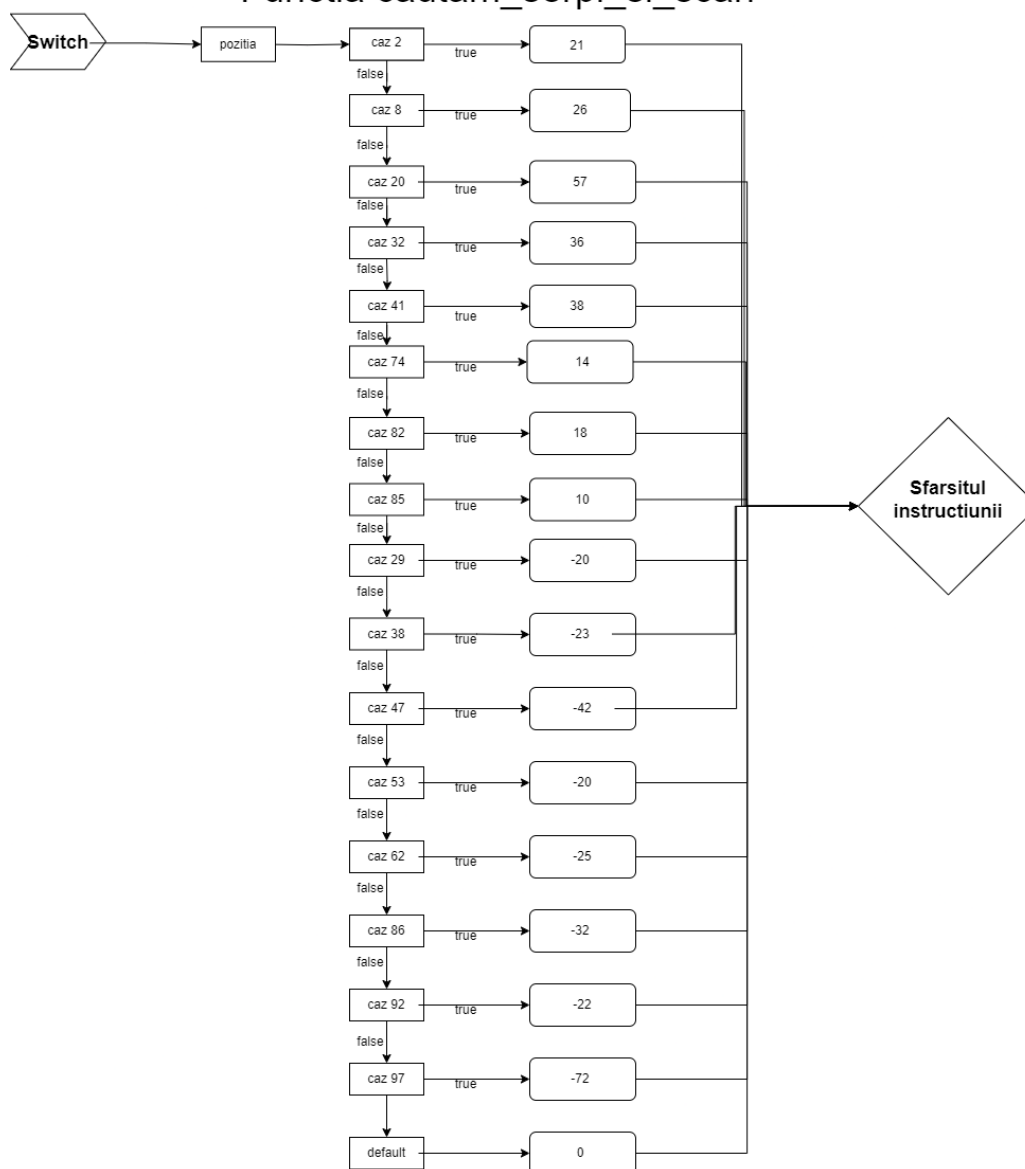 Switch
pozitia
caz 2
true
21
false
caz 8
true
26
false
caz 20
true
57
false
caz 32
true
36
false
caz 41
true
38
false
caz 74
true
14
false
caz 82
true
18
false
caz 85
true
10
false
caz 29
true
-20
false
caz 38
true
-23
false
caz 47
true
-42
false
caz 53
true
-20
false
caz 62
true
-25
false
caz 86
true
-32
false
caz 92
true
-22
false
caz 97
true
-72
default
0
Sfarsitul
instructiunii